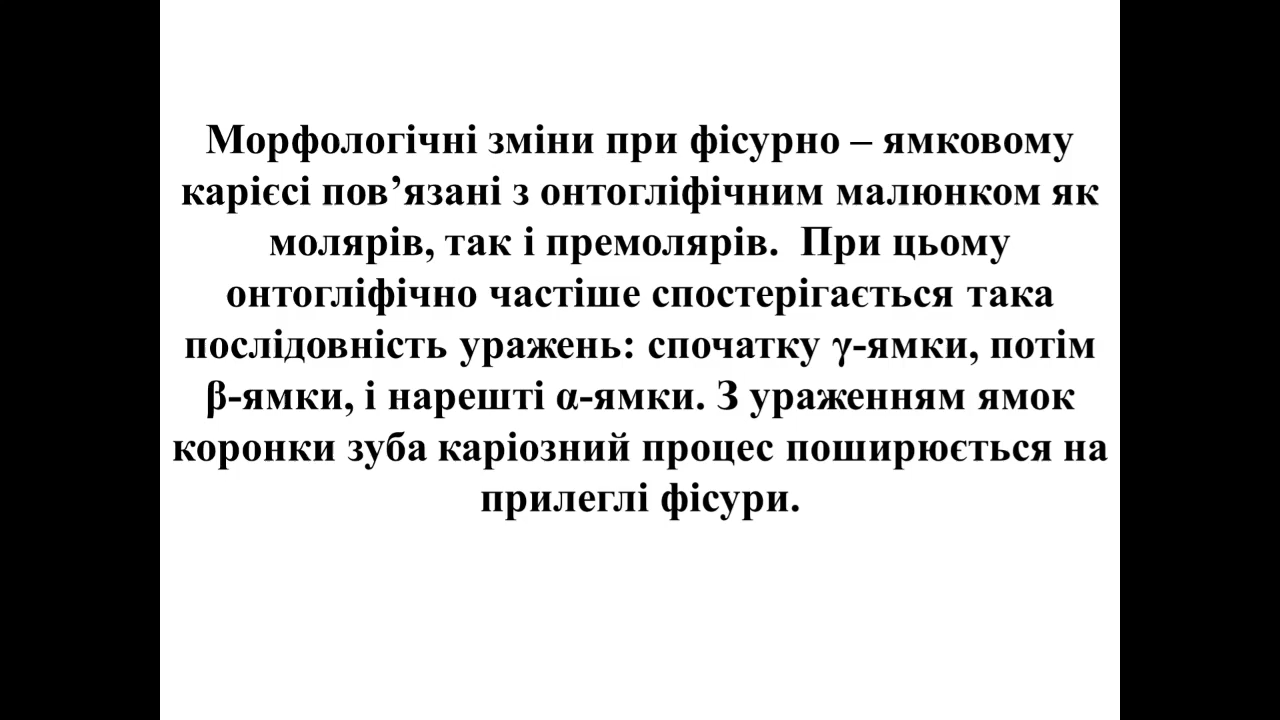 Морфологічні зміни при фісурно – ямковому
карієсі пов’язані з онтогліфічним малюнком як
молярів, так і премолярів.  При цьому
онтогліфічно частіше спостерігається така
послідовність уражень: спочатку γ-ямки, потім
β-ямки, і нарешті α-ямки. З ураженням ямок
коронки зуба каріозний процес поширюється на
прилеглі фісури.